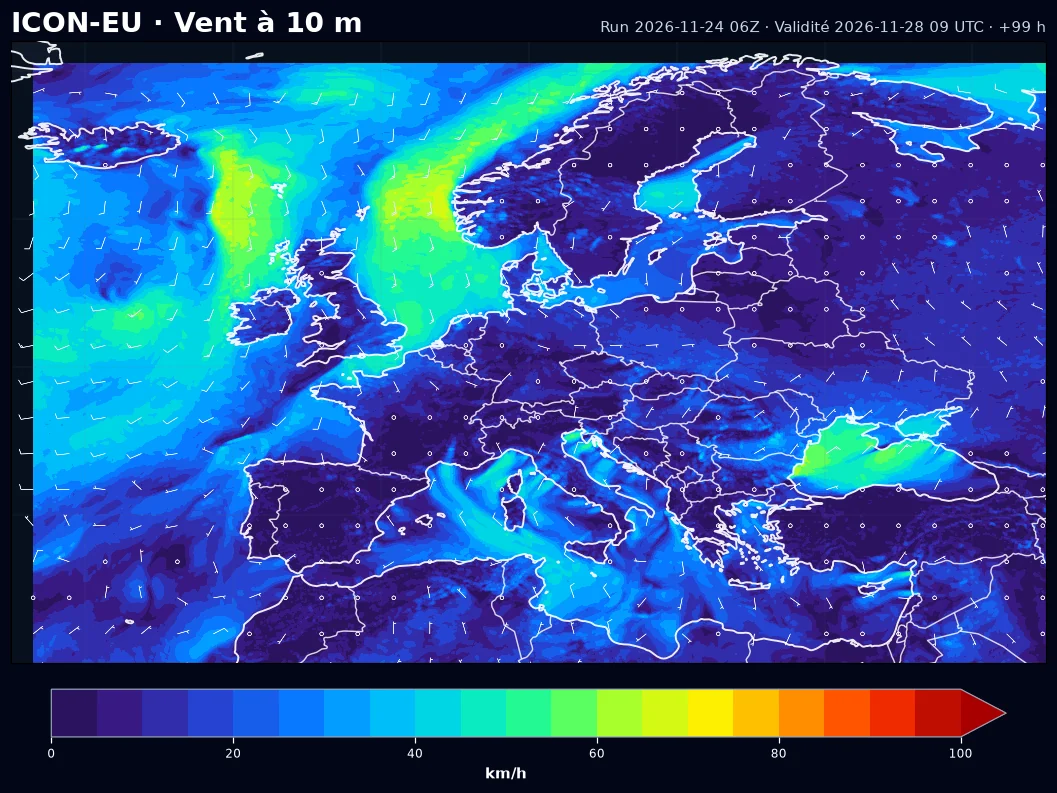 ICON-EU · Vent à 10 m
Run 2026-11-24 06Z · Validité 2026-11-28 09 UTC · +99 h
0 20 40 60 80 100
km/h